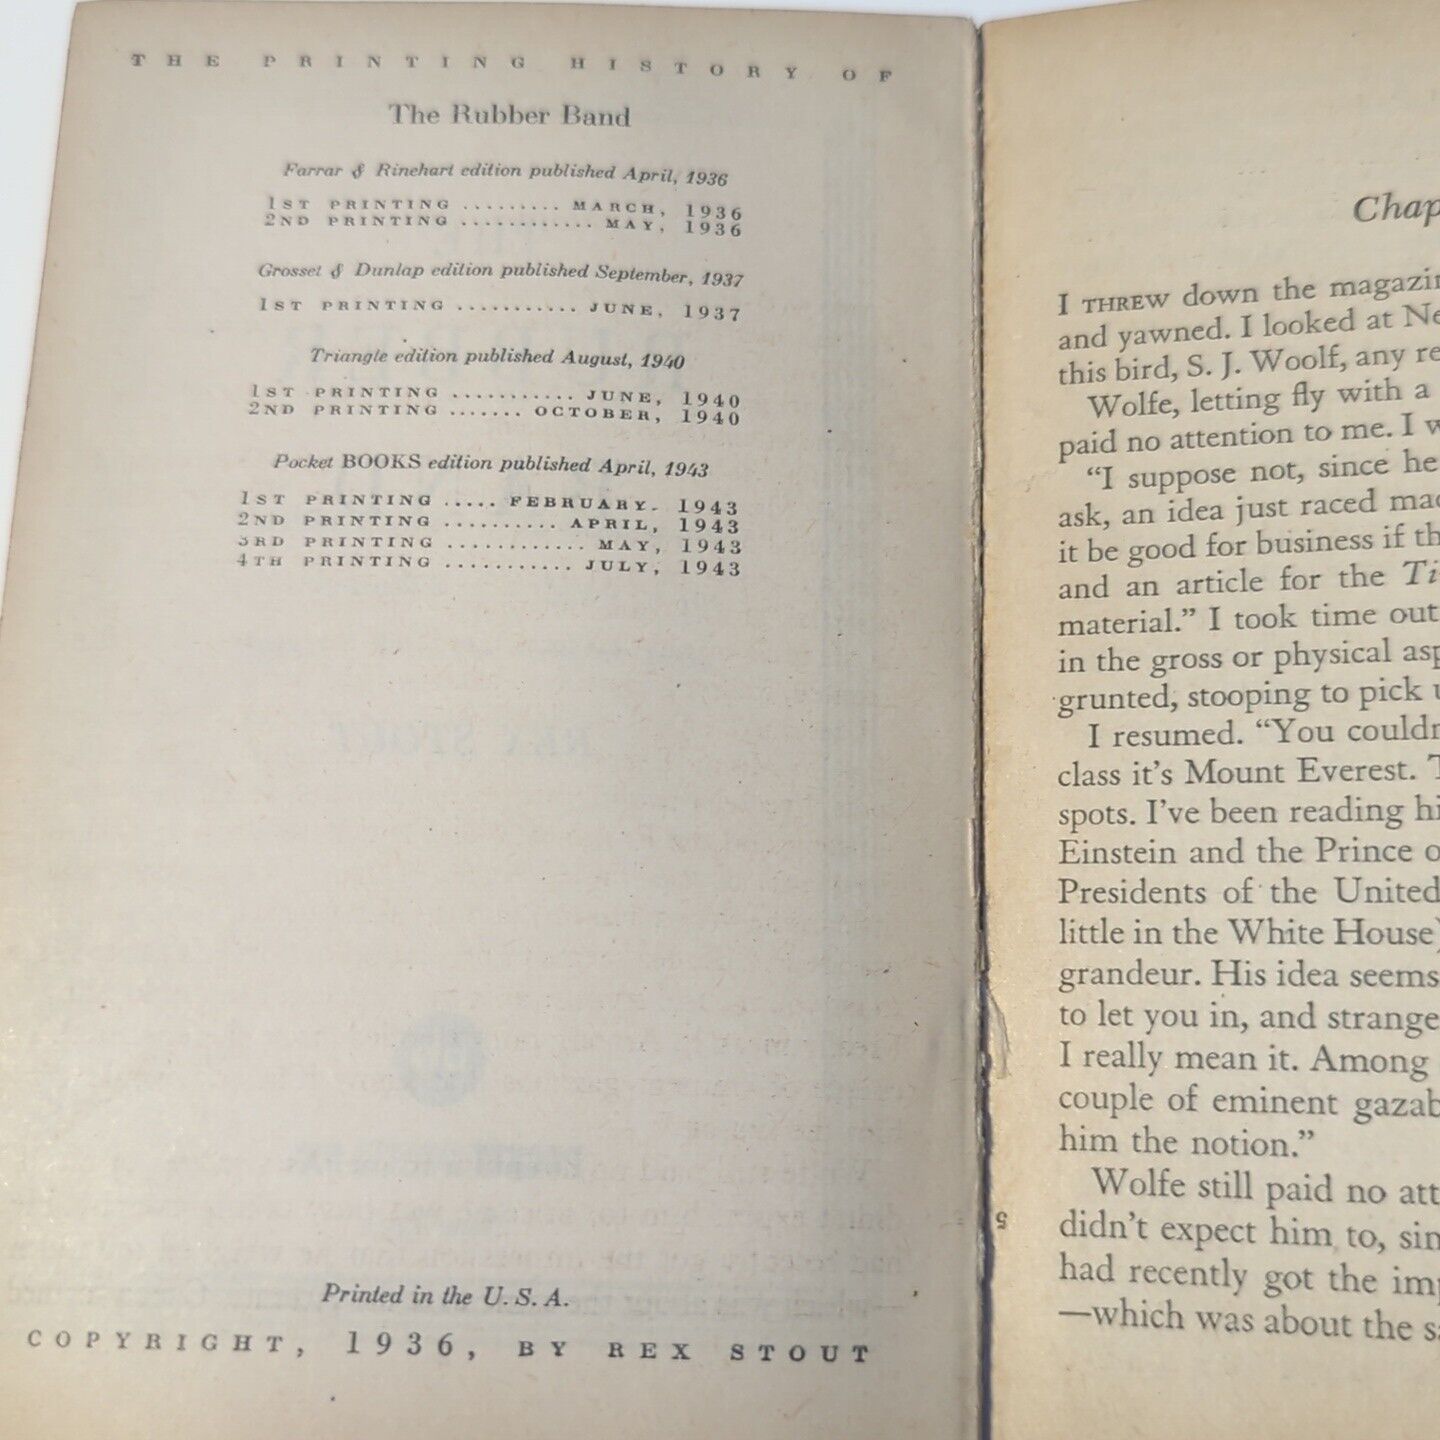 THE PRINTING HISTORY OF
The Rubber Band
Farrar & Rinehart edition published April, 1936
1ST PRINTING ......... MARCH, 1936
2ND PRINTING ............ MAY, 1936
Grosset & Dunlap edition published September, 1937
1ST PRINTING ........... JUNE, 1937
Triangle edition published August, 1940
1ST PRINTING ........... JUNE, 1940
2ND PRINTING ....... OCTOBER, 1940
Pocket BOOKS edition published April, 1943
1ST PRINTING ..... FEBRUARY. 1943
2ND PRINTING .......... APRIL, 1943
3RD PRINTING ............ MAY, 1943
4TH PRINTING ........... JULY, 1943
Printed in the U. S. A.
COPYRIGHT, 1936, BY REX STOUT
Chap
I THREW down the magazin
and yawned. I looked at Ne
this bird, S. J. Woolf, any re
Wolfe, letting fly with a
paid no attention to me. I w
“I suppose not, since he
ask, an idea just raced mad
it be good for business if th
and an article for the Ti
material.” I took time out
in the gross or physical asp
grunted, stooping to pick u
I resumed. “You couldn
class it’s Mount Everest. T
spots. I’ve been reading hi
Einstein and the Prince o
Presidents of the United
little in the White House)
grandeur. His idea seems
to let you in, and strange
I really mean it. Among
couple of eminent gazab
him the notion.”
Wolfe still paid no att
didn’t expect him to, sin
had recently got the imp
—which was about the sa
5